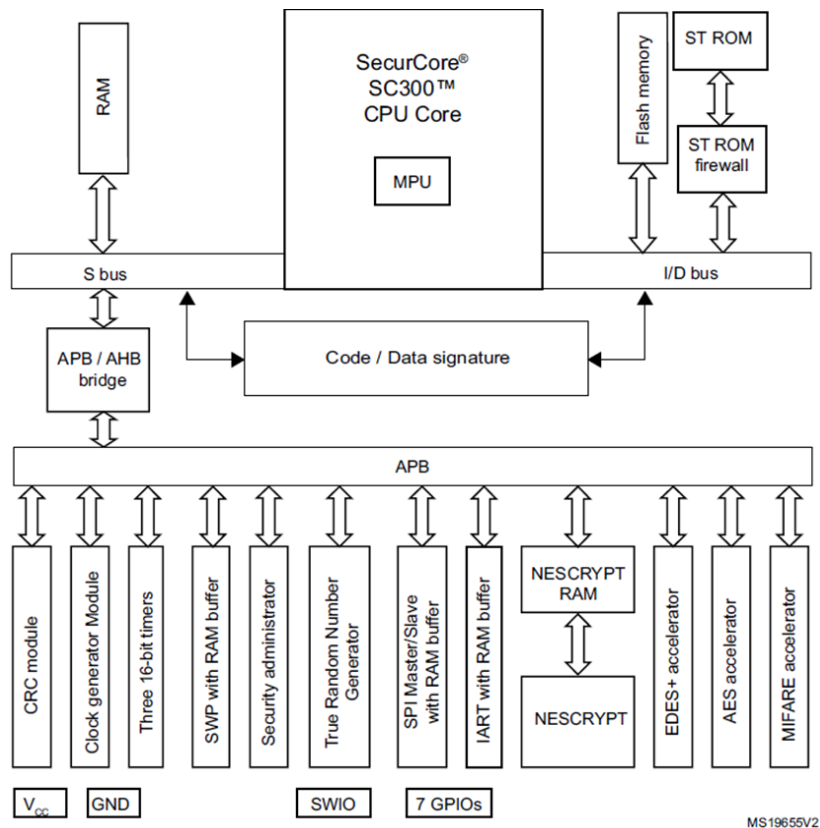 RAM
SecurCore®
SC300™
CPU Core
MPU
Flash memory
ST ROM
ST ROM
firewall
S bus
I/D bus
APB / AHB
bridge
Code / Data signature
APB
CRC module
Clock generator Module
Three 16-bit timers
SWP with RAM buffer
Security administrator
True Random Number
Generator
SPI Master/Slave
with RAM buffer
IART with RAM buffer
NESCRYPT
RAM
NESCRYPT
EDES+ accelerator
AES accelerator
MIFARE accelerator
VCC
GND
SWIO
7 GPIOs
MS19655V2